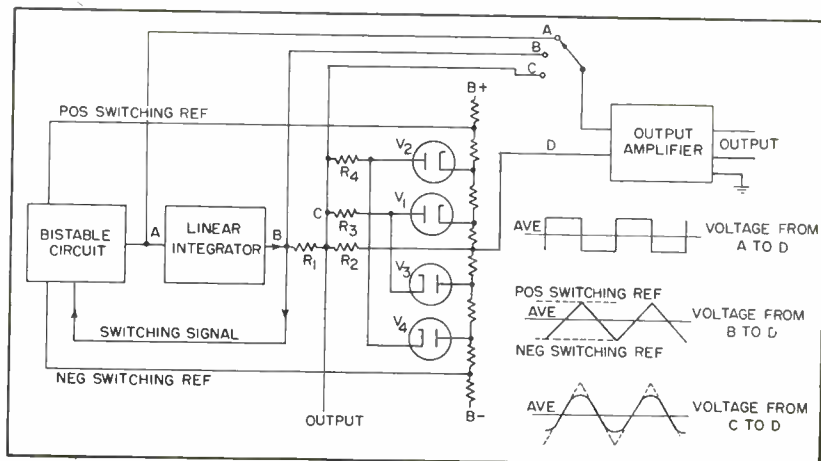 A
B
C
B+
POS SWITCHING REF
V2
D
OUTPUT
AMPLIFIER
OUTPUT
R4
V1
C
R3
BISTABLE
CIRCUIT
A
LINEAR
INTEGRATOR
B
R1
R2
AVE
VOLTAGE FROM
A TO D
V3
POS SWITCHING REF
AVE
VOLTAGE FROM
B TO D
NEG SWITCHING REF
V4
SWITCHING SIGNAL
NEG SWITCHING REF
OUTPUT
B-
AVE
VOLTAGE FROM
C TO D